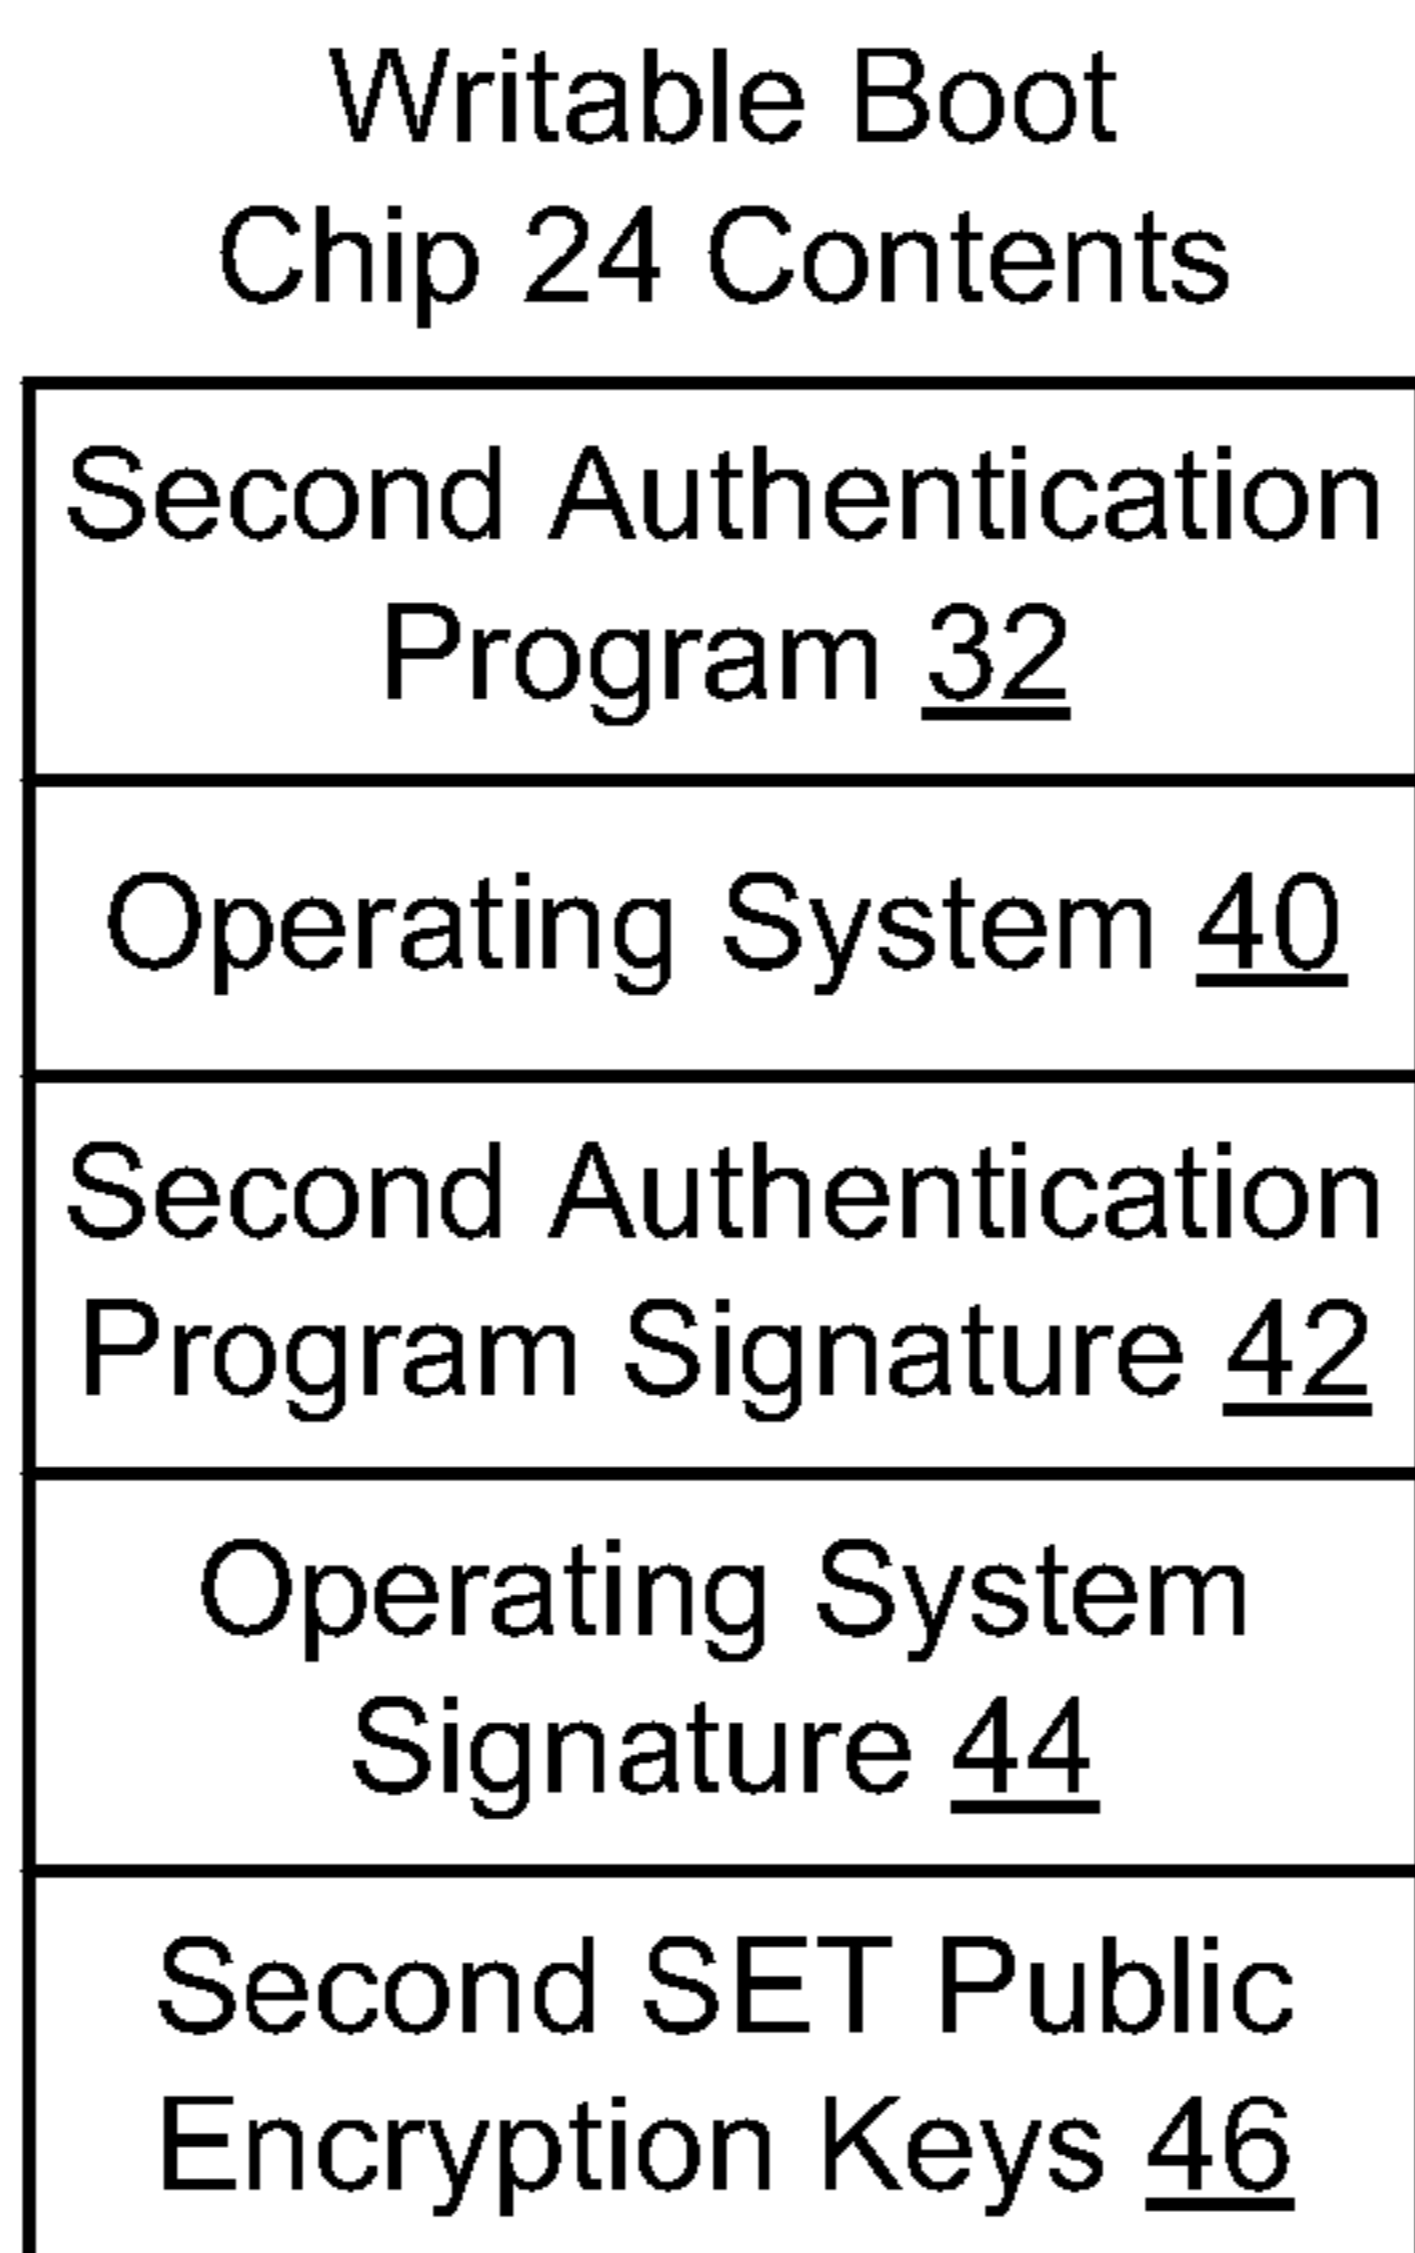 Writable Boot
Chip 24 Contents
Second Authentication
Program 32
Operating System 40
Second Authentication
Program Signature 42
Operating System
Signature 44
Second SET Public
Encryption Keys 46